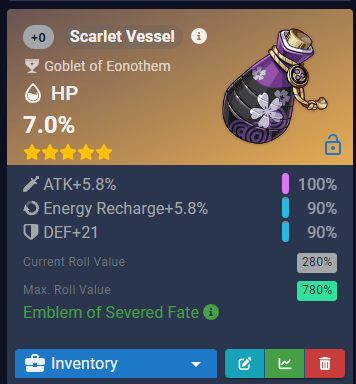 +0 Scarlet Vessel
Goblet of Eonothem
HP
7.0%
ATK+5.8% 100%
Energy Recharge+5.8% 90%
DEF+21 90%
Current Roll Value 280%
Max. Roll Value 780%
Emblem of Severed Fate
Inventory